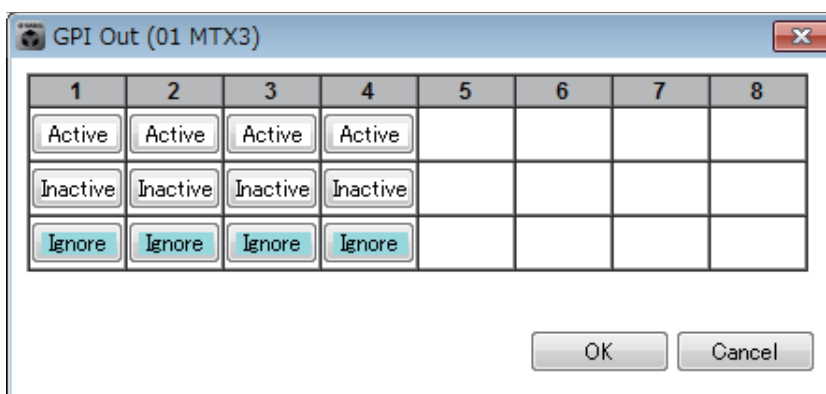 GPI Out (01 MTX3)
1 2 3 4 5 6 7 8
Active Active Active Active
Inactive Inactive Inactive Inactive
Ignore Ignore Ignore Ignore
OK Cancel